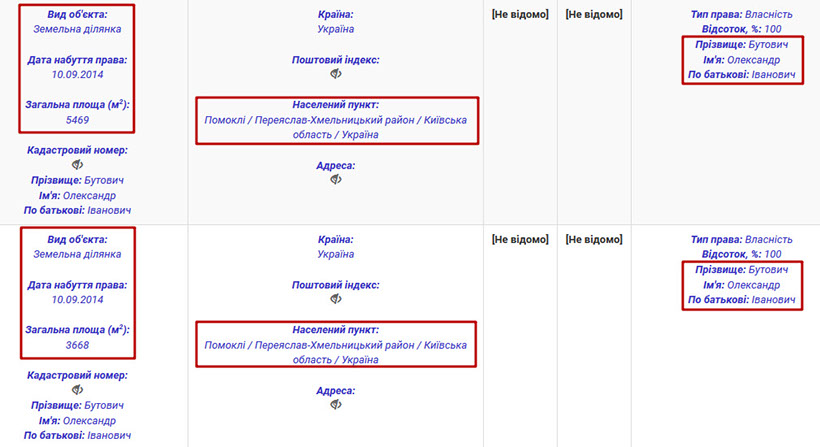 Вид об'єкта:
Земельна ділянка
Дата набуття права:
10.09.2014
Загальна площа (м²):
5469
Кадастровий номер:
Прізвище: Бутович
Ім'я: Олександр
По батькові: Іванович
Країна:
Україна
Поштовий індекс:
Населений пункт:
Помоклі / Переяслав-Хмельницький район / Київська
область / Україна
Адреса:
[Не відомо]
[Не відомо]
Тип права: Власність
Відсоток, %: 100
Прізвище: Бутович
Ім'я: Олександр
По батькові: Іванович
Вид об'єкта:
Земельна ділянка
Дата набуття права:
10.09.2014
Загальна площа (м²):
3668
Кадастровий номер:
Прізвище: Бутович
Ім'я: Олександр
По батькові: Іванович
Країна:
Україна
Поштовий індекс:
Населений пункт:
Помоклі / Переяслав-Хмельницький район / Київська
область / Україна
Адреса:
[Не відомо]
[Не відомо]
Тип права: Власність
Відсоток, %: 100
Прізвище: Бутович
Ім'я: Олександр
По батькові: Іванович